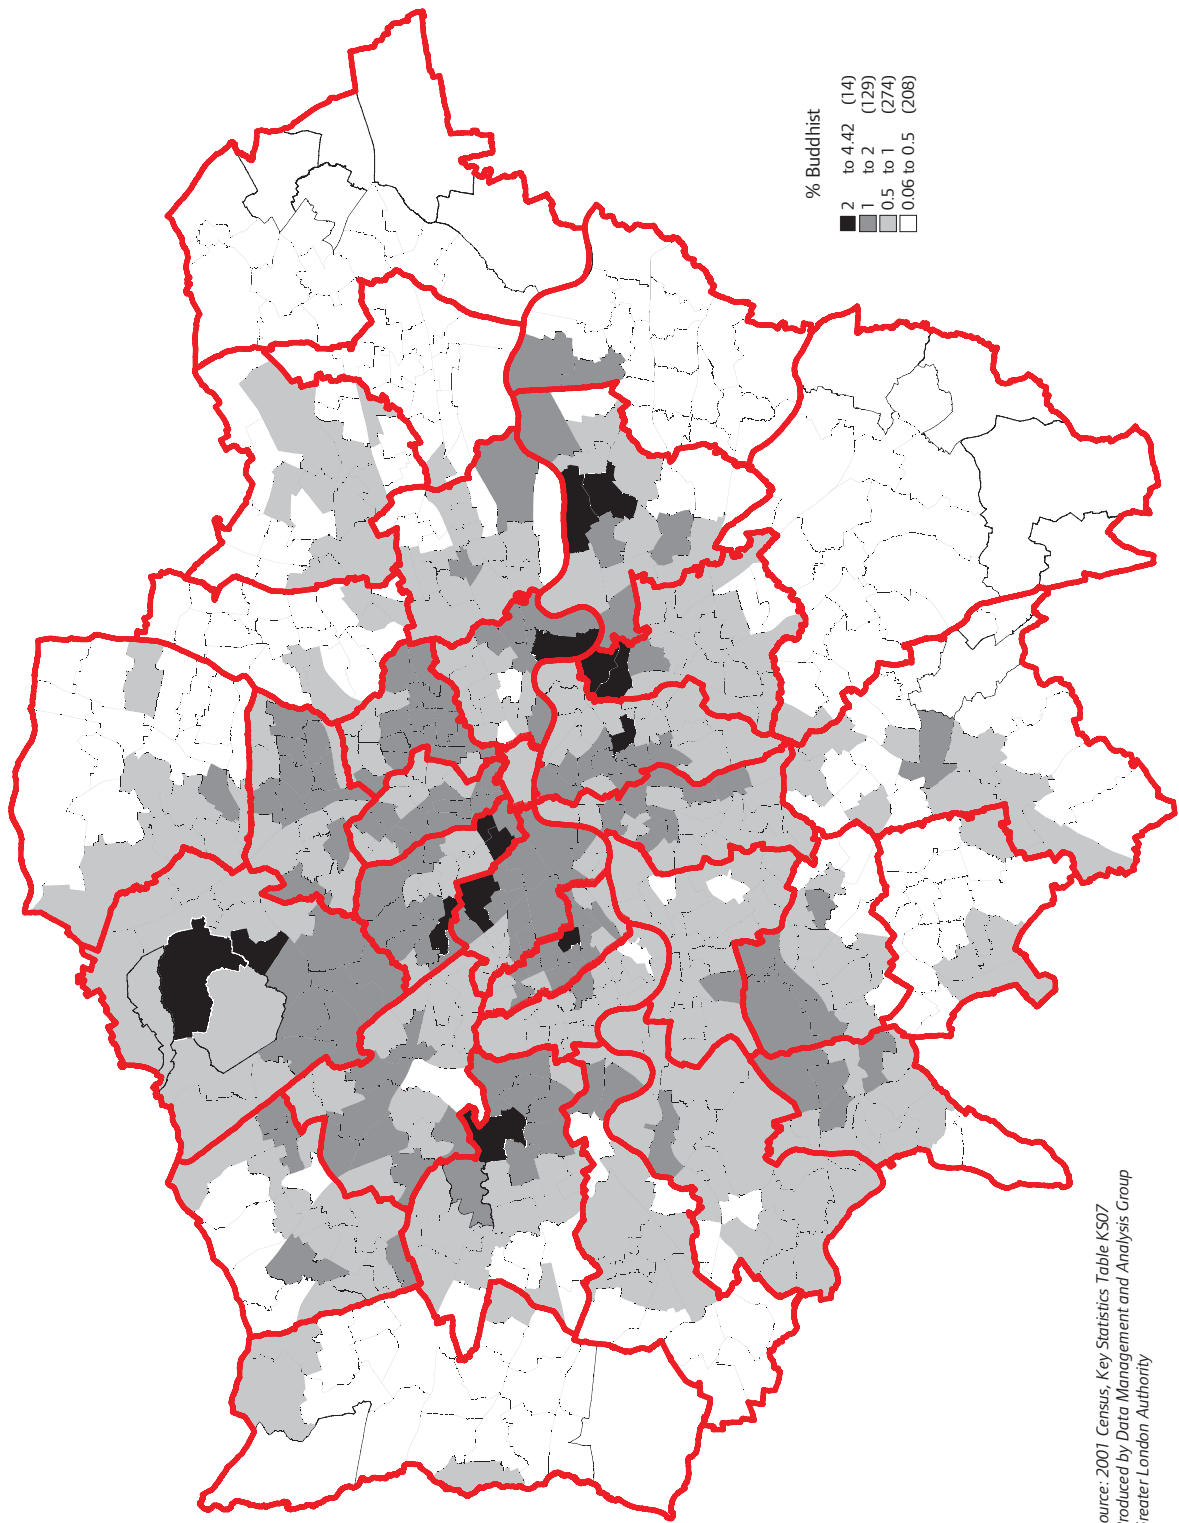 % Buddhist
2 to 4.42 (14)
1 to 2 (129)
0.5 to 1 (274)
0.06 to 0.5 (208)
ource: 2001 Census, Key Statistics Table KS07
roduced by Data Management and Analysis Group
reater London Authority